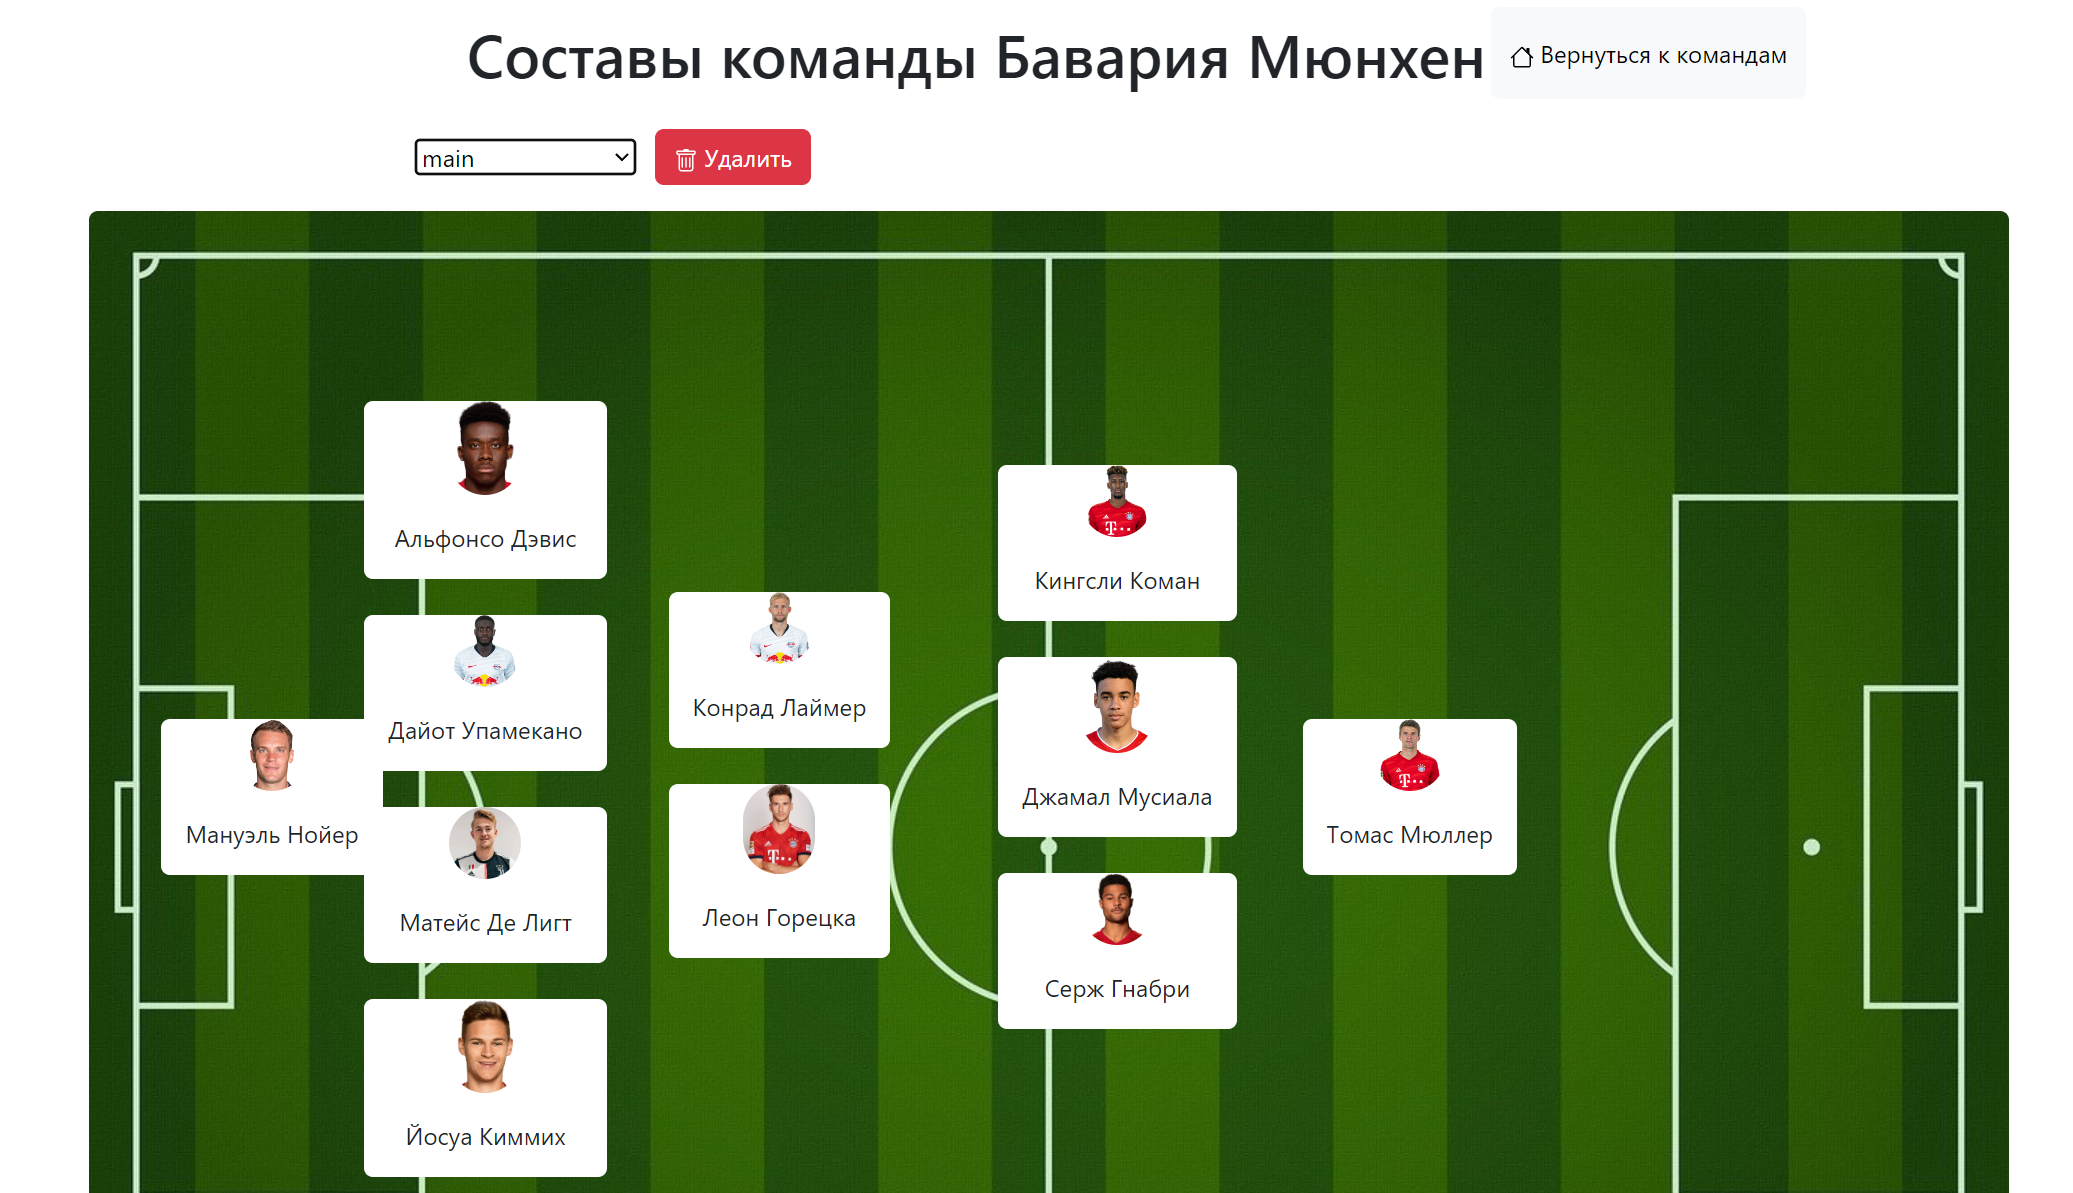 Составы команды Бавария Мюнхен
Вернуться к командам
main
Удалить
Альфонсо Дэвис
Кингсли Коман
Дайот Упамекано
Конрад Лаймер
Джамал Мусиала
Мануэль Нойер
Томас Мюллер
Матейс Де Лигт
Леон Горецка
Серж Гнабри
Йосуа Киммих